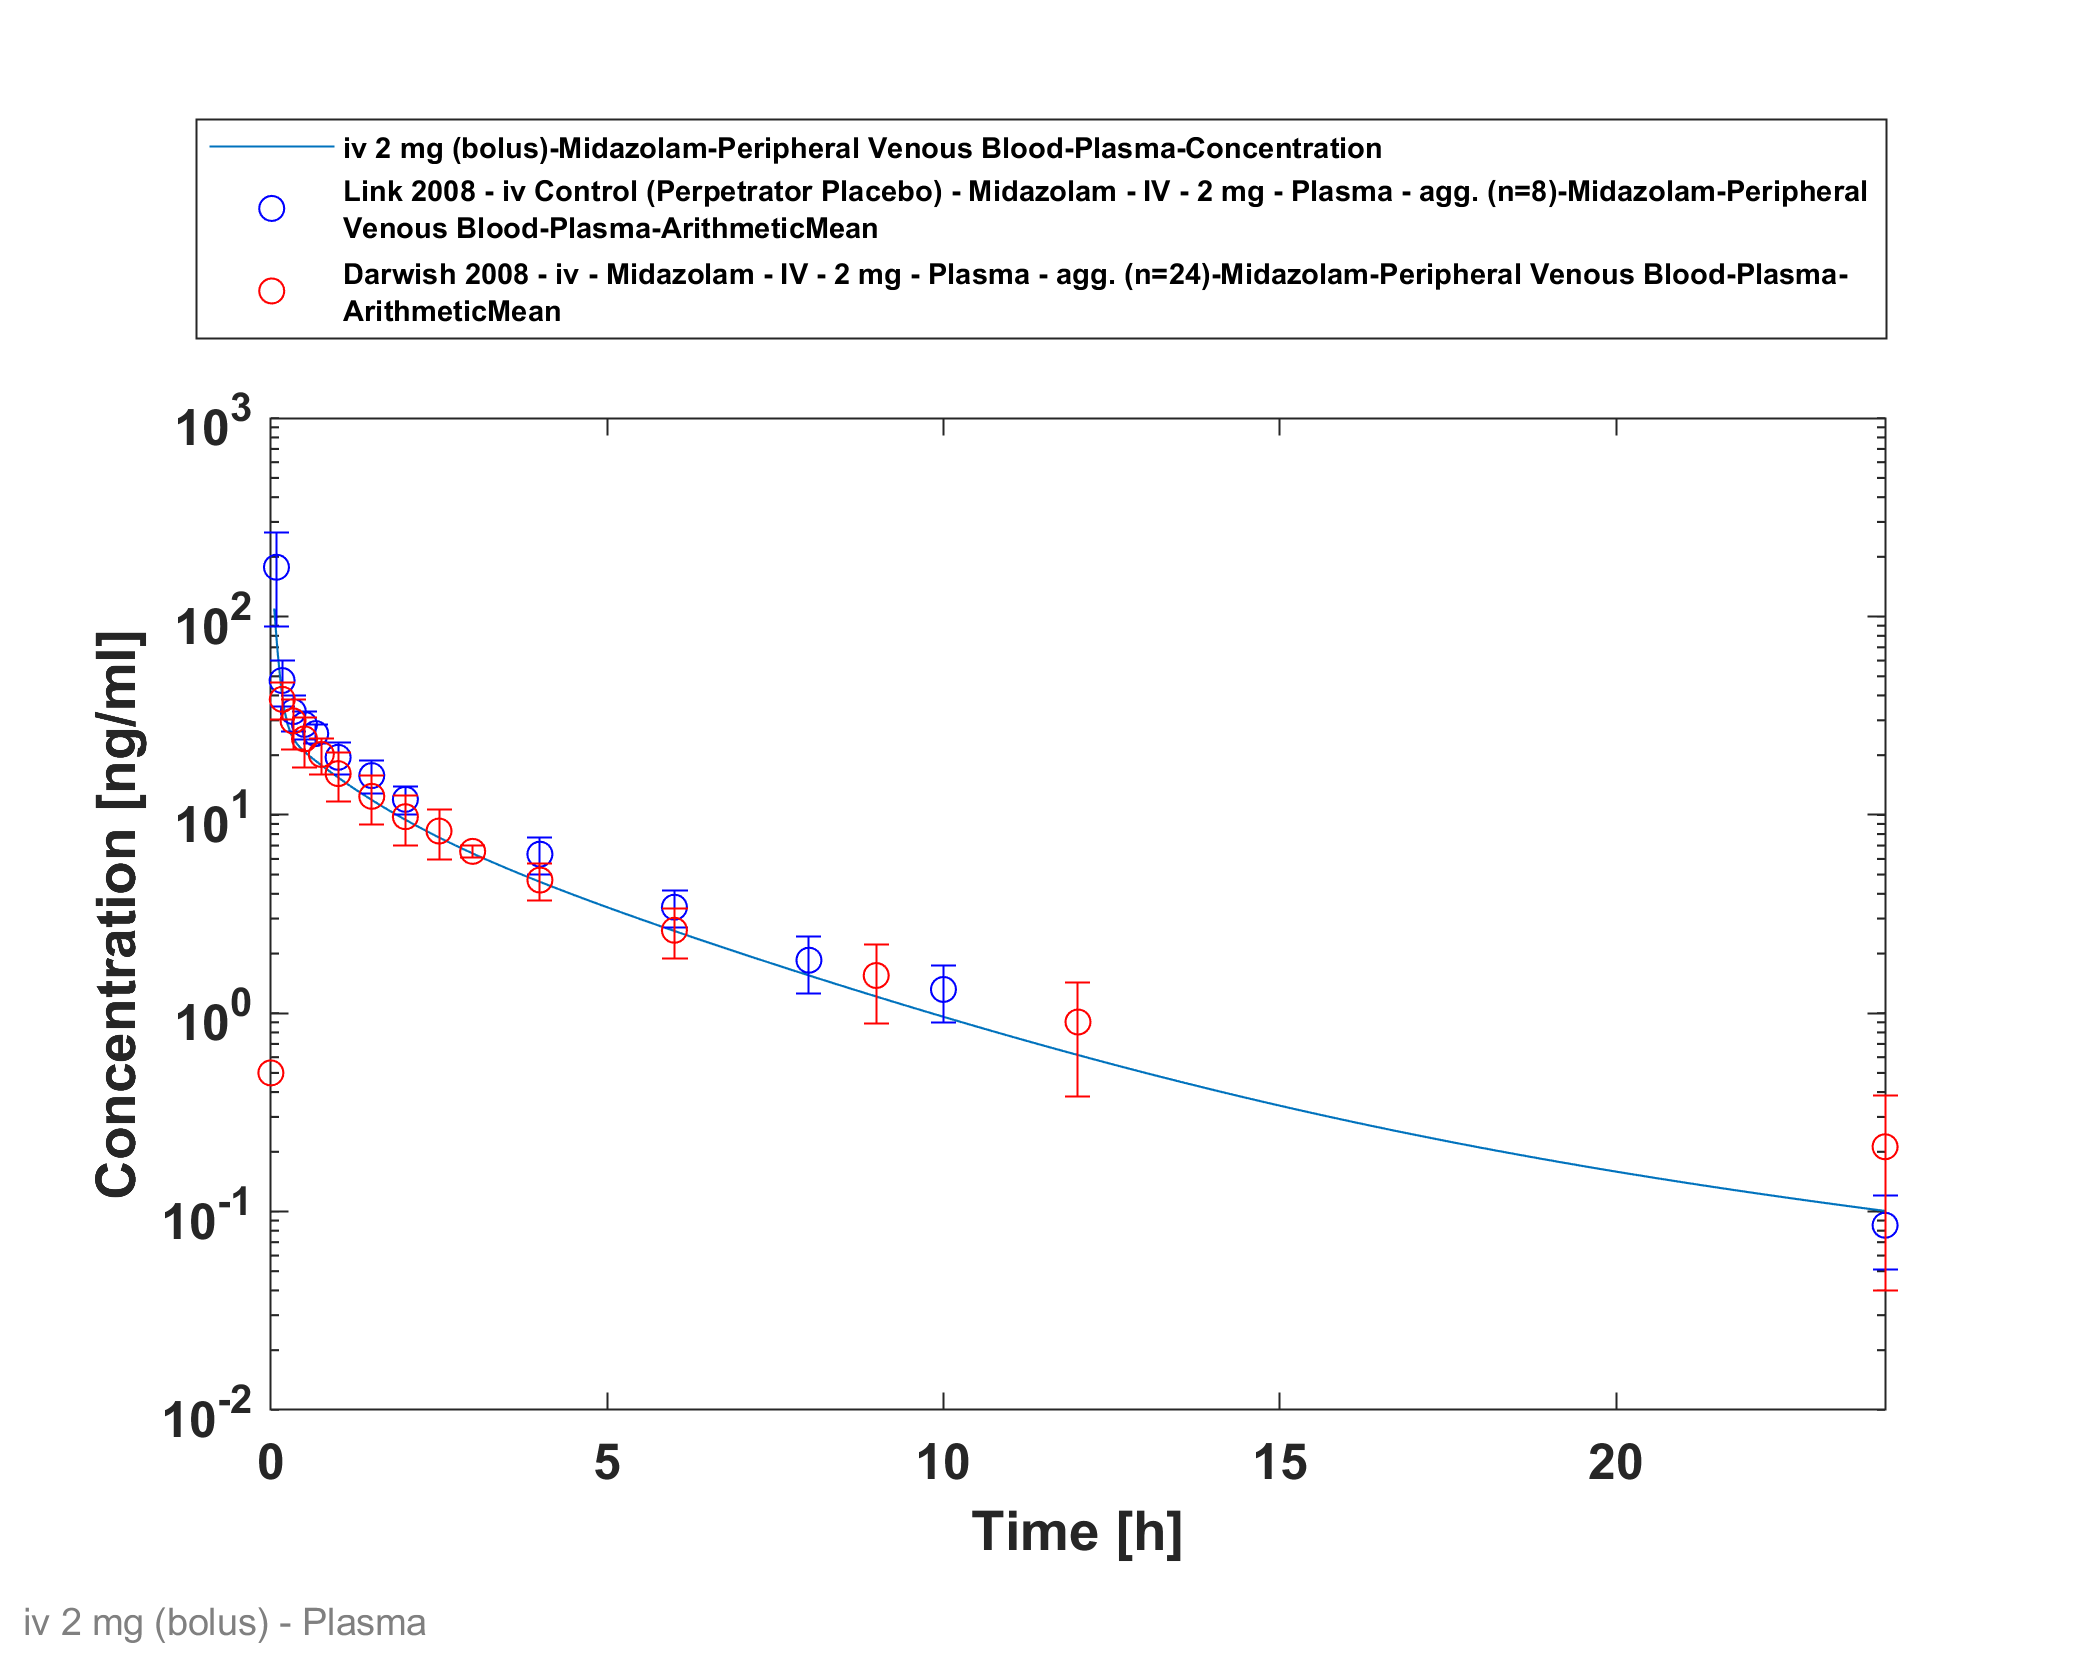 iv 2 mg (bolus)-Midazolam-Peripheral Venous Blood-Plasma-Concentration
Link 2008 - iv Control (Perpetrator Placebo) - Midazolam - IV - 2 mg - Plasma - agg. (n=8)-Midazolam-Peripheral
Venous Blood-Plasma-ArithmeticMean
Darwish 2008 - iv - Midazolam - IV - 2 mg - Plasma - agg. (n=24)-Midazolam-Peripheral Venous Blood-Plasma-
ArithmeticMean
10^3
10^2
10^1
10^0
10^-1
10^-2
Concentration [ng/ml]
0 5 10 15 20
Time [h]
iv 2 mg (bolus) - Plasma